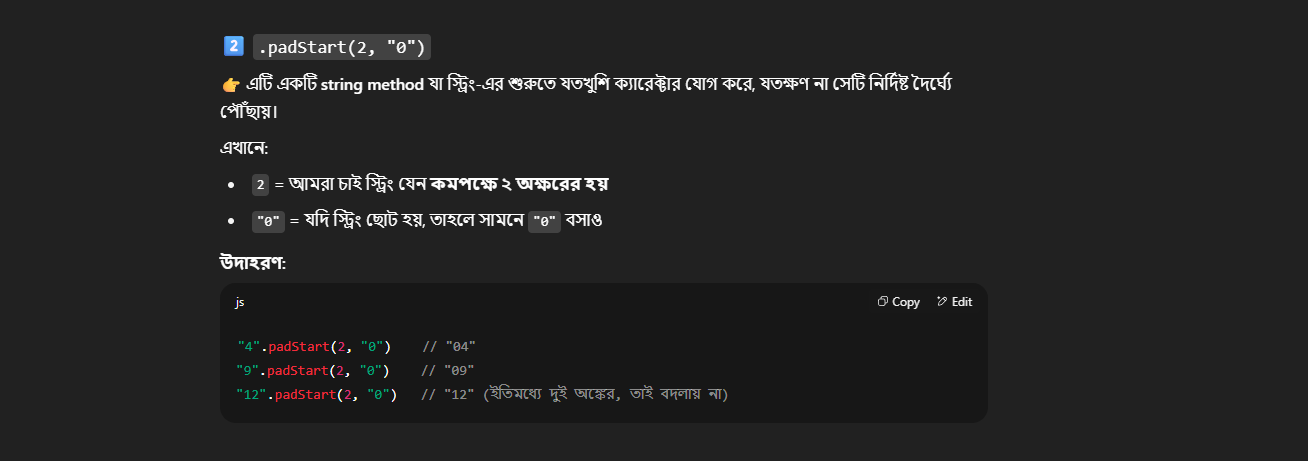 2 .padStart(2, "0")
👉 এটি একটি string method যা স্ট্রিং-এর শুরুতে যতখুশি ক্যারেক্টার যোগ করে, যতক্ষণ না সেটি নির্দিষ্ট দৈর্ঘ্যে
পৌঁছায়।
এখানে:
• 2 = আমরা চাই স্ট্রিং যেন কমপক্ষে ২ অক্ষরের হয়
• "0" = যদি স্ট্রিং ছোট হয়, তাহলে সামনে "0" বসাও
উদাহরণ:
js Copy Edit
"4".padStart(2, "0") // "04"
"9".padStart(2, "0") // "09"
"12".padStart(2, "0") // "12" (ইতিমধ্যে দুই অঙ্কের, তাই বদলায় না)